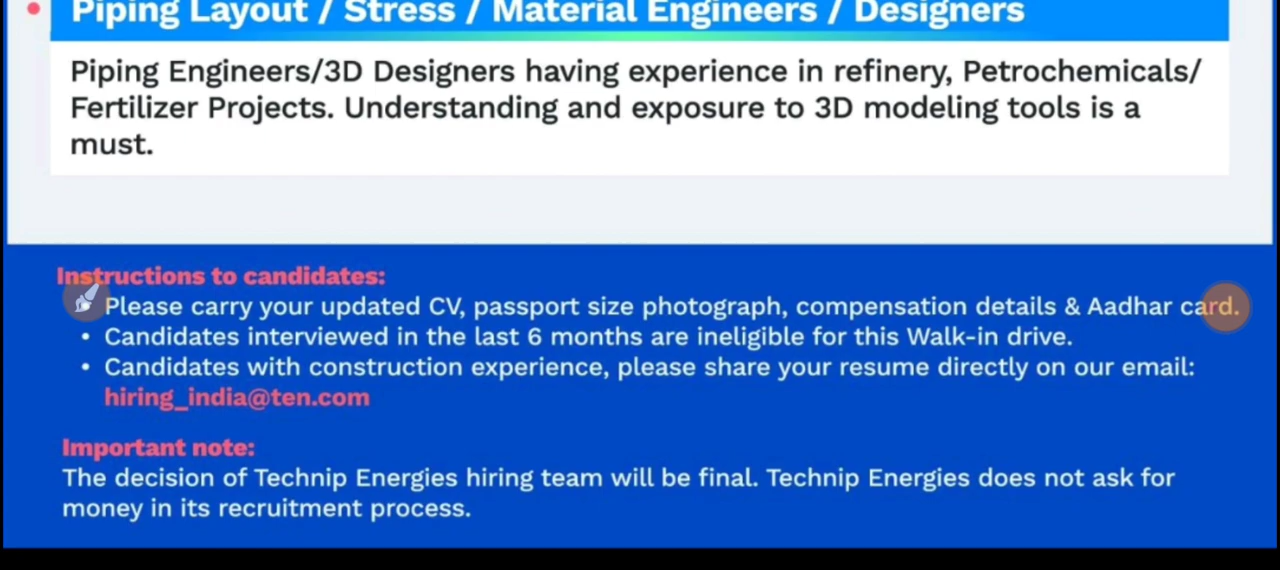 Piping Layout / Stress / Material Engineers / Designers
Piping Engineers/3D Designers having experience in refinery, Petrochemicals/
Fertilizer Projects. Understanding and exposure to 3D modeling tools is a
must.
Instructions to candidates:
Please carry your updated CV, passport size photograph, compensation details & Aadhar card.
• Candidates interviewed in the last 6 months are ineligible for this Walk-in drive.
• Candidates with construction experience, please share your resume directly on our email:
hiring_india@ten.com
Important note:
The decision of Technip Energies hiring team will be final. Technip Energies does not ask for
money in its recruitment process.